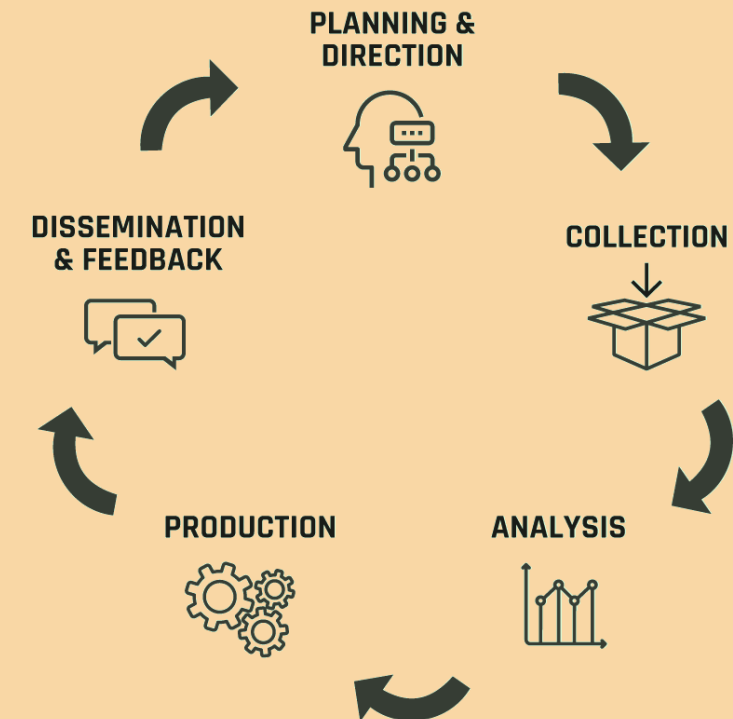 PLANNING &
DIRECTION
COLLECTION
ANALYSIS
PRODUCTION
DISSEMINATION
& FEEDBACK